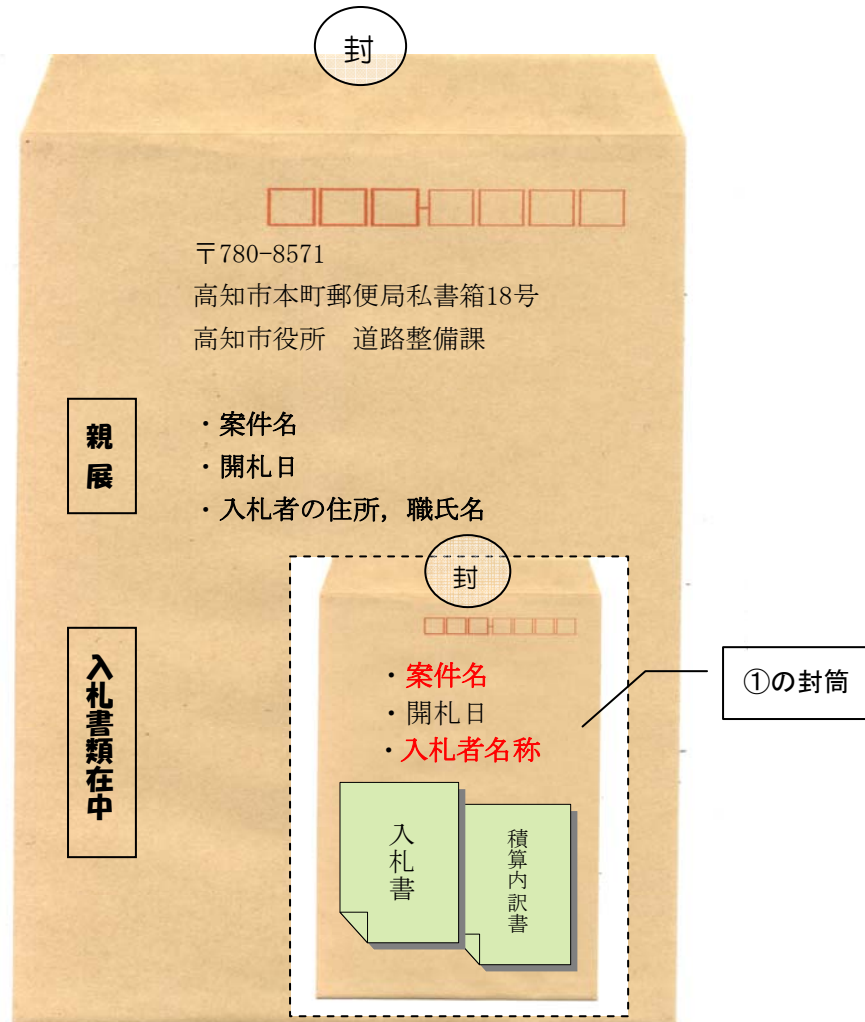 封
〒780-8571
高知市本町郵便局私書箱18号
高知市役所　道路整備課
親展
・案件名
・開札日
・入札者の住所，職氏名
入札書類在中
封
・案件名
・開札日
・入札者名称
入札書
積算内訳書
①の封筒